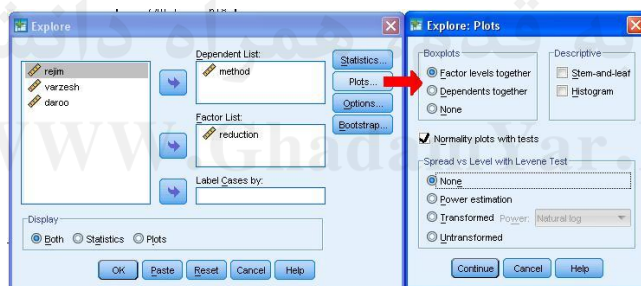 Explore
rejim
varzesh
daroo
Dependent List:
method
Factor List:
reduction
Label Cases by:
Statistics...
Plots...
Options...
Bootstrap...
Display
Both Statistics Plots
OK Paste Reset Cancel Help
Explore: Plots
Boxplots
Factor levels together
Dependents together
None
Descriptive
Stem-and-leaf
Histogram
Normality plots with tests
Spread vs Level with Levene Test
None
Power estimation
Transformed Power: Natural log
Untransformed
Continue Cancel Help